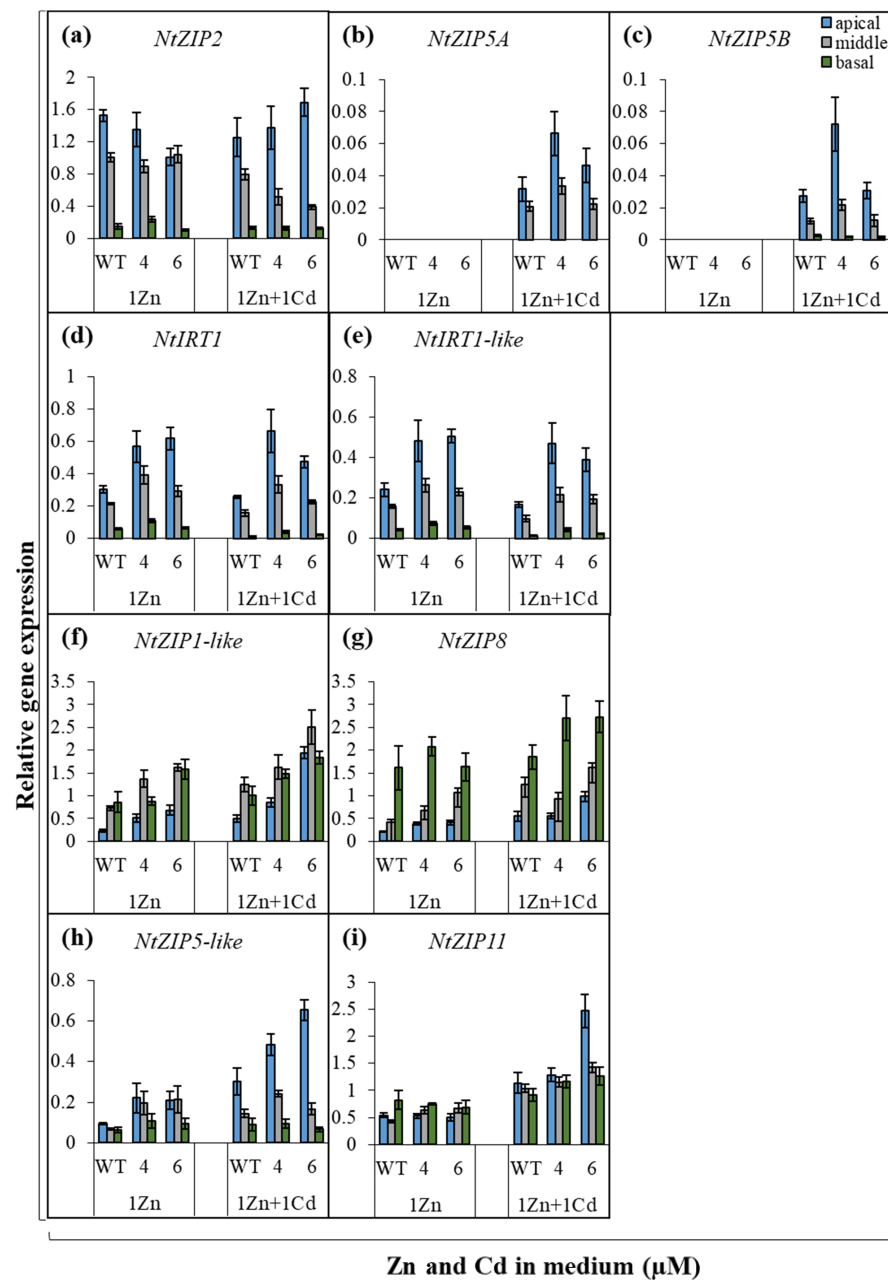 (a) NtZIP2
(b) NtZIP5A
(c) NtZIP5B
apical
middle
basal
2
1.6
1.2
0.8
0.4
0
WT 4 6 WT 4 6
1Zn 1Zn+1Cd
0.1
0.08
0.06
0.04
0.02
0
WT 4 6 WT 4 6
1Zn 1Zn+1Cd
0.1
0.08
0.06
0.04
0.02
0
WT 4 6 WT 4 6
1Zn 1Zn+1Cd
(d) NtIRT1
1
0.8
0.6
0.4
0.2
0
WT 4 6 WT 4 6
1Zn 1Zn+1Cd
(e) NtIRT1-like
0.8
0.6
0.4
0.2
0
WT 4 6 WT 4 6
1Zn 1Zn+1Cd
(f) NtZIP1-like
3.5
3
2.5
2
1.5
1
0.5
0
WT 4 6 WT 4 6
1Zn 1Zn+1Cd
(g) NtZIP8
3.5
3
2.5
2
1.5
1
0.5
0
WT 4 6 WT 4 6
1Zn 1Zn+1Cd
(h) NtZIP5-like
0.8
0.6
0.4
0.2
0
WT 4 6 WT 4 6
1Zn 1Zn+1Cd
(i) NtZIP11
3
2.5
2
1.5
1
0.5
0
WT 4 6 WT 4 6
1Zn 1Zn+1Cd
Relative gene expression
Zn and Cd in medium (µM)